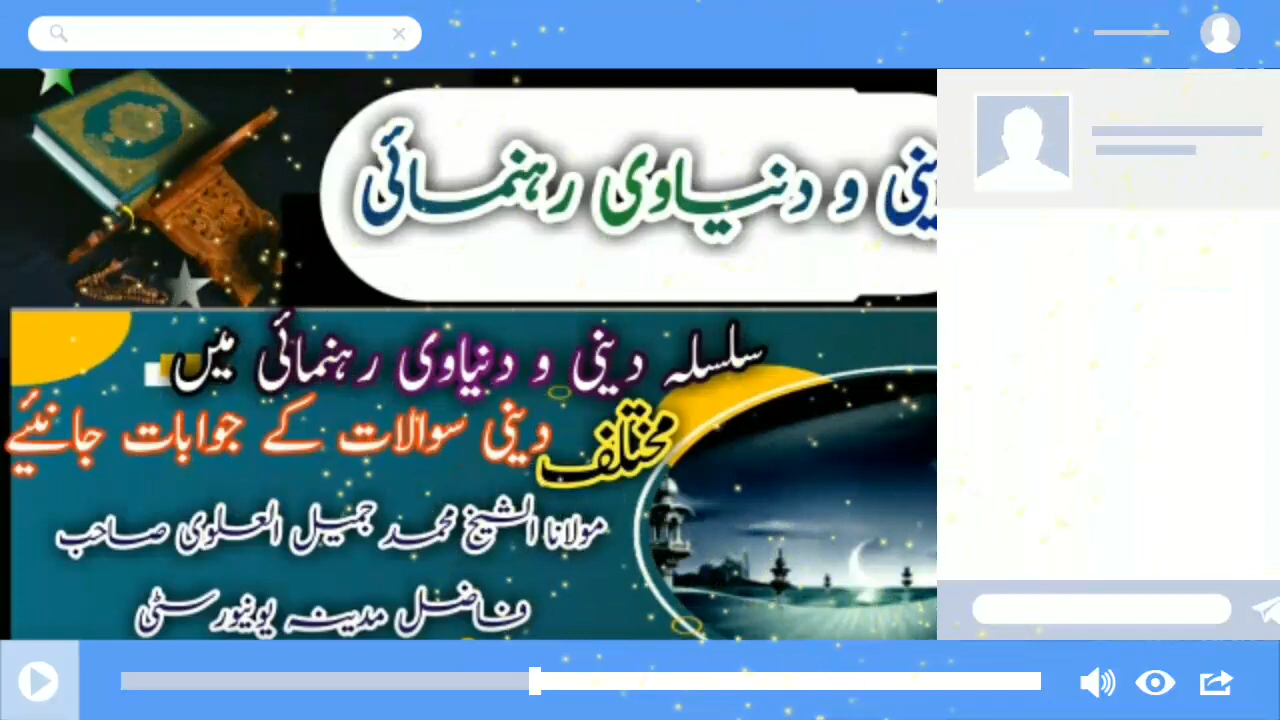 و دنیاوی رہنمائی
سلسلہ دینی و دنیاوی رہنمائی میں
مختلف دینی سوالات کے جوابات جانئیے
مولانا الشیخ محمد جمیل العلوی صاحب
فاضل مدینہ یونیورسٹی